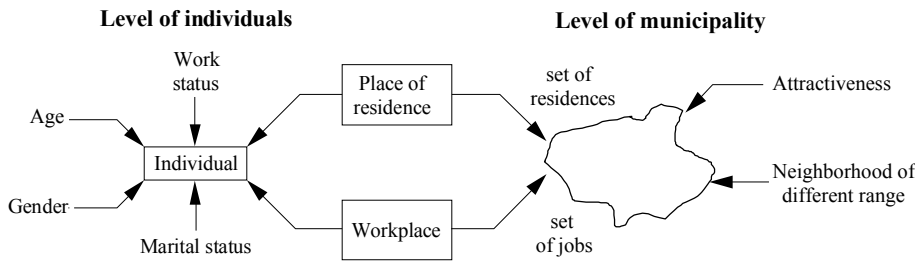 Level of individuals
Level of municipality
Work
status
Age
Gender
Individual
Marital status
Place of
residence
Workplace
set of
residences
set
of jobs
Attractiveness
Neighborhood of
different range